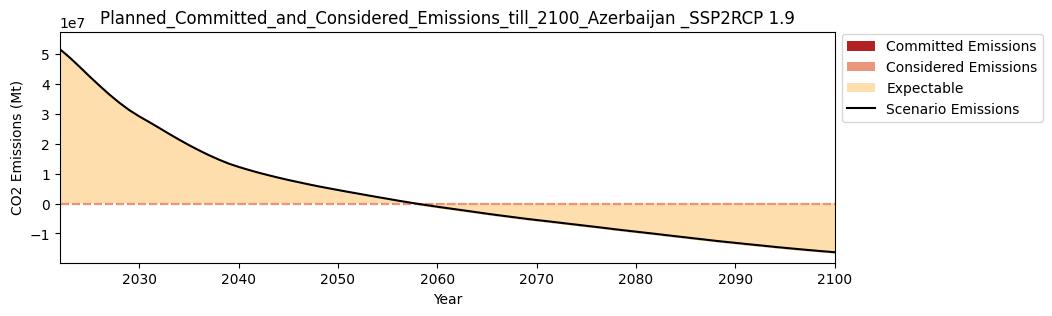 Planned_Committed_and_Considered_Emissions_till_2100_Azerbaijan _SSP2RCP 1.9
1e7
5
4
3
2
1
0
−1
CO2 Emissions (Mt)
2030 2040 2050 2060 2070 2080 2090 2100
Year
Committed Emissions
Considered Emissions
Expectable
Scenario Emissions